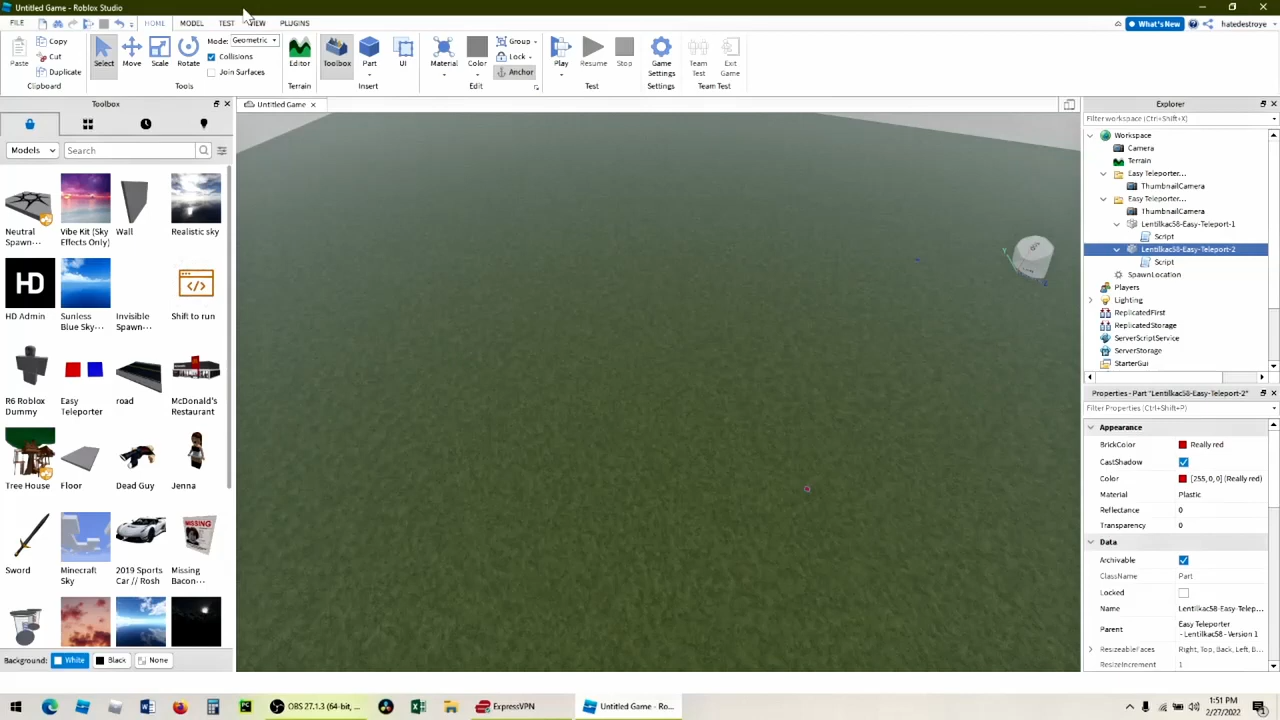 Untitled Game - Roblox Studio
FILE
HOME
MODEL
TEST
VIEW
PLUGINS
What's New
hatedestroye
Paste
Copy
Cut
Duplicate
Clipboard
Select
Move
Scale
Rotate
Mode: Geometric
Collisions
Join Surfaces
Tools
Editor
Terrain
Toolbox
Part
UI
Insert
Material
Color
Group
Lock
Anchor
Edit
Play
Resume
Stop
Test
Game Settings
Settings
Team Test
Exit Game
Team Test
Toolbox
Models
Search
Neutral Spawn...
Vibe Kit (Sky Effects Only)
Wall
Realistic sky
HD
HD Admin
Sunless Blue Sky...
Invisible Spawn...
Shift to run
R6 Roblox Dummy
Easy Teleporter
road
McDonald's Restaurant
Tree House
Floor
Dead Guy
Jenna
MISSING
Sword
Minecraft Sky
2019 Sports Car // Rosh
Missing Bacon...
Background:
White
Black
None
Untitled Game
Explorer
Filter workspace (Ctrl+Shift+X)
Workspace
Camera
Terrain
Easy Teleporter...
ThumbnailCamera
Easy Teleporter...
ThumbnailCamera
Lentilkac58-Easy-Teleport-1
Script
Lentilkac58-Easy-Teleport-2
Script
SpawnLocation
Players
Lighting
ReplicatedFirst
ReplicatedStorage
ServerScriptService
ServerStorage
StarterGui
Properties - Part "Lentilkac58-Easy-Teleport-2"
Filter Properties (Ctrl+Shift+P)
Appearance
BrickColor Really red
CastShadow
Color [255, 0, 0] (Really red)
Material Plastic
Reflectance 0
Transparency 0
Data
Archivable
ClassName Part
Locked
Name Lentilkac58-Easy-Telep...
Parent Easy Teleporter - Lentilkac58 - Version 1
ResizeableFaces Right, Top, Back, Left, B...
ResizeIncrement 1
OBS 27.1.3 (64-bit, ...
ExpressVPN
Untitled Game - Ro...
1:51 PM
2/27/2022